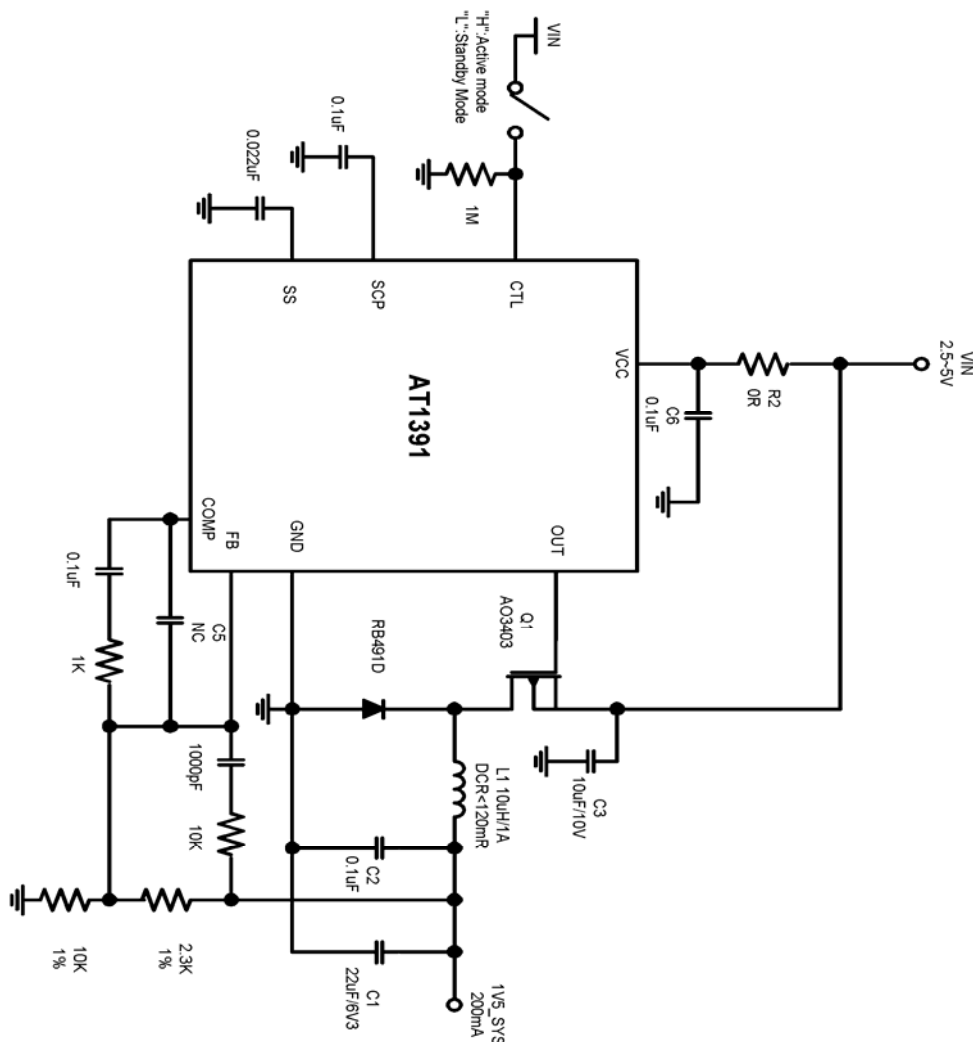 VIN
2.5~5V
R2
0R
C6
0.1uF
VCC
C3
10uF/10V
VIN
OUT
Q1
AO3403
CTL
L1 10uH/1A
DCR<120mR
1V5_SYS
200mA
"H":Active mode
"L":Standby Mode
1M
AT1391
RB491D
C2
0.1uF
C1
22uF/6V3
SCP
0.1uF
GND
SS
0.022uF
FB
COMP
C5
NC
1000pF
10K
2.3K
1%
0.1uF
1K
10K
1%